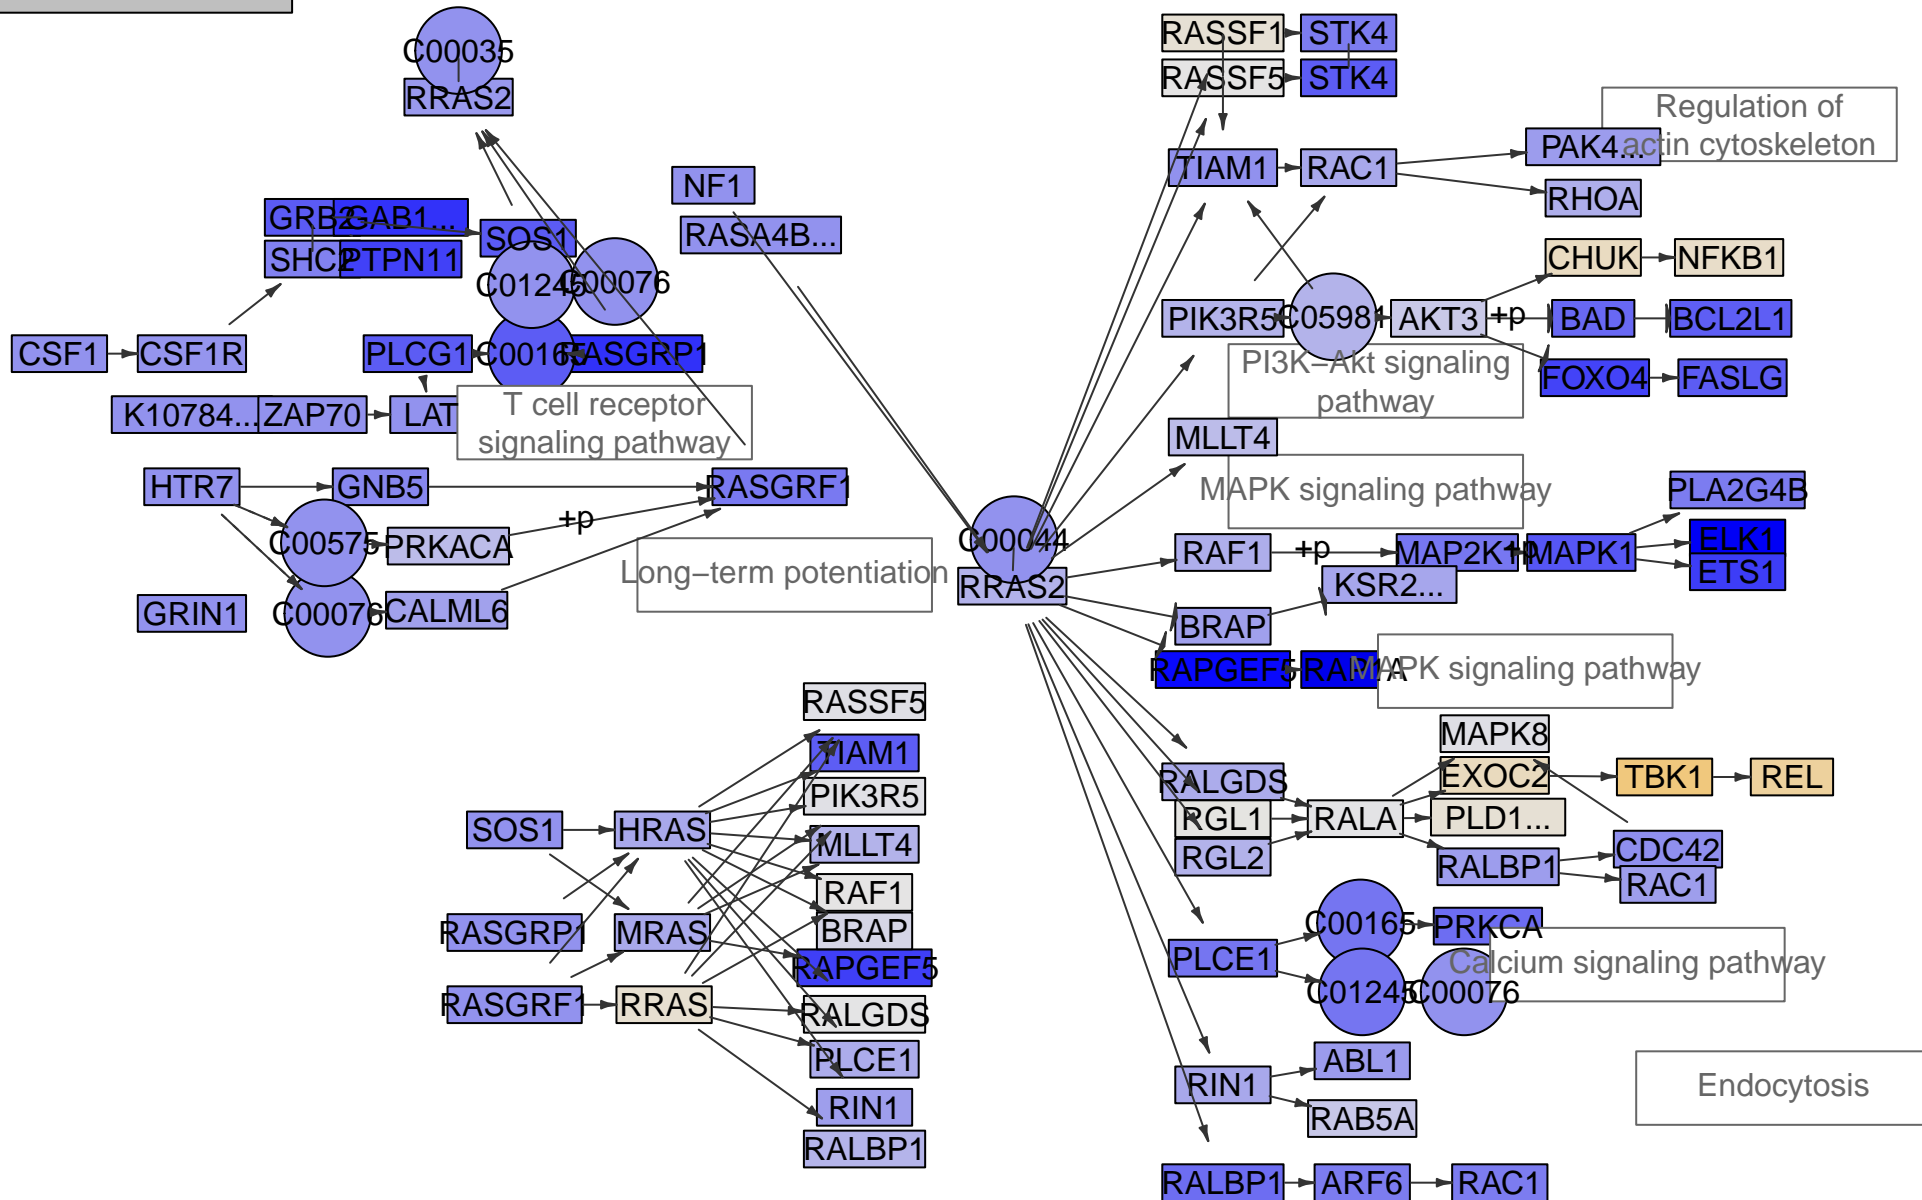 C00035
RRAS2
NF1
RASA4B...
GRB2
GAB1...
SHC2
PTPN11
SOS1
C01245
C00076
CSF1
CSF1R
PLCG1
C00165
RASGRP1
K10784...
ZAP70
LAT
T cell receptor
signaling pathway
HTR7
GNB5
RASGRF1
C00575
PRKACA
+p
GRIN1
C00076
CALML6
Long−term potentiation
C00044
RRAS2
RASSF1
STK4
RASSF5
STK4
TIAM1
RAC1
PAK4...
Regulation of
actin cytoskeleton
RHOA
CHUK
NFKB1
PIK3R5
C05981
AKT3
+p
BAD
BCL2L1
PI3K−Akt signaling
pathway
FOXO4
FASLG
MLLT4
MAPK signaling pathway
PLA2G4B
RAF1
+p
MAP2K1
+p
MAPK1
ELK1
ETS1
KSR2...
BRAP
RAPGEF5
RAP1A
MAPK signaling pathway
MAPK8
RALGDS
EXOC2
TBK1
REL
RGL1
RALA
PLD1...
RGL2
RALBP1
CDC42
RAC1
C00165
PRKCA
PLCE1
Calcium signaling pathway
C01245
C00076
RIN1
ABL1
RAB5A
Endocytosis
RALBP1
ARF6
RAC1
RASSF5
TIAM1
PIK3R5
SOS1
HRAS
MLLT4
RAF1
RASGRP1
MRAS
BRAP
RAPGEF5
RASGRF1
RRAS
RALGDS
PLCE1
RIN1
RALBP1